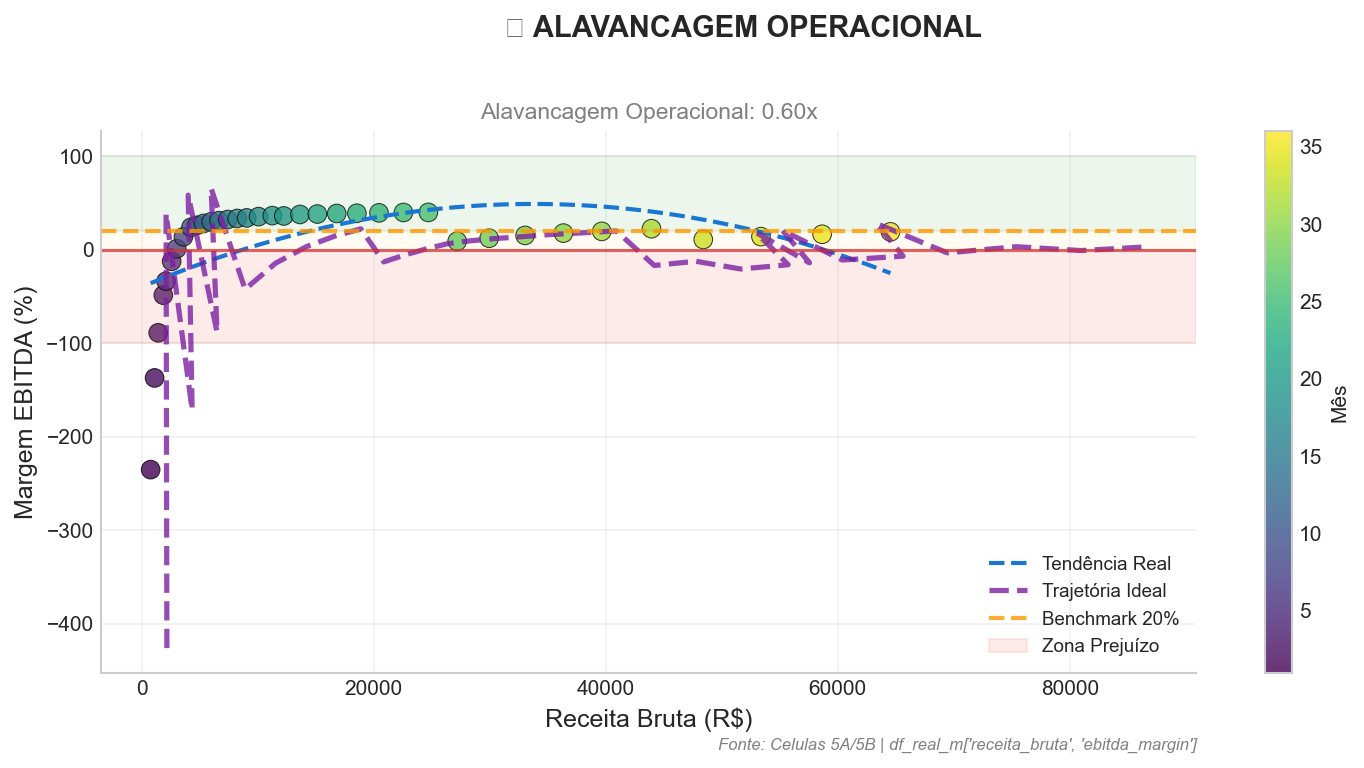 ALAVANCAGEM OPERACIONAL
Alavancagem Operacional: 0.60x
Margem EBITDA (%)
100
0
−100
−200
−300
−400
0
20000
40000
60000
80000
Receita Bruta (R$)
Tendência Real
Trajetória Ideal
Benchmark 20%
Zona Prejuízo
35
30
25
20
15
10
5
Mês
Fonte: Celulas 5A/5B | df_real_m['receita_bruta', 'ebitda_margin']